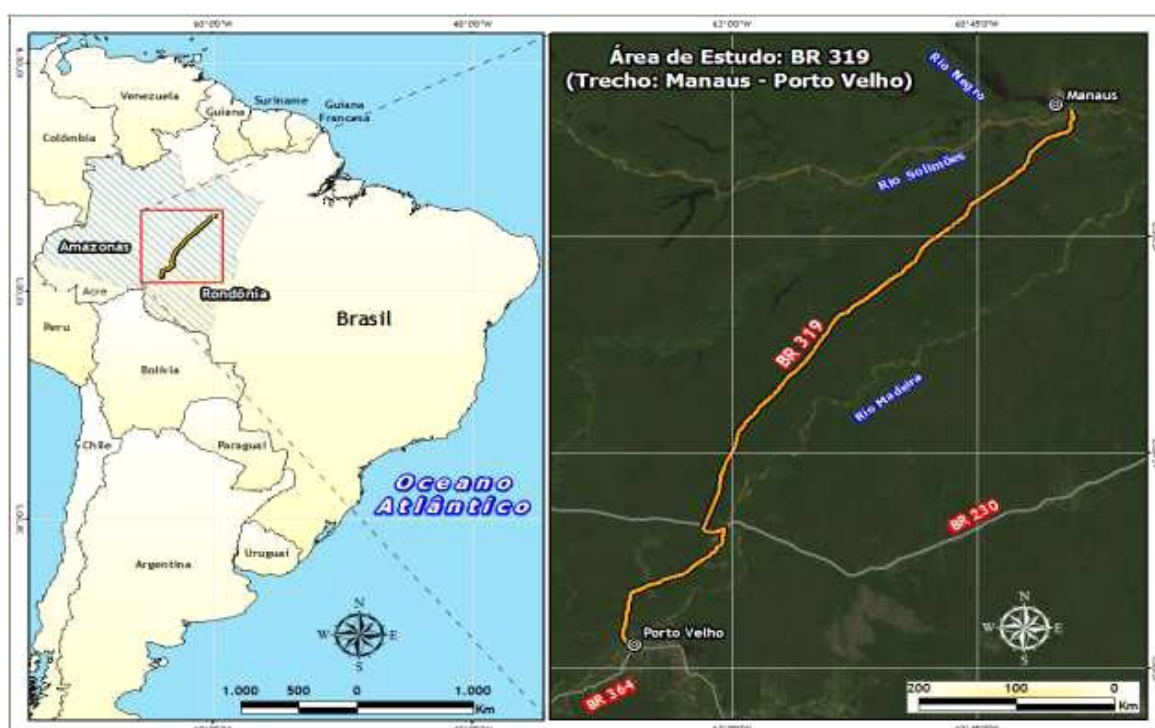 Venezuela
Suriname
Guiana
Guiana
Francesa
Colômbia
Amazonas
Acre
Rondônia
Peru
Brasil
Bolívia
Chile
Paraguai
Oceano
Atlântico
Uruguai
Argentina
N
W E
S
1.000 500 0 1.000
Km
Área de Estudo: BR 319
(Trecho: Manaus - Porto Velho)
Rio Negro
Manaus
Rio Solimões
BR 319
Rio Madeira
BR 230
N
W E
S
Porto Velho
BR 364
200 100 0
Km